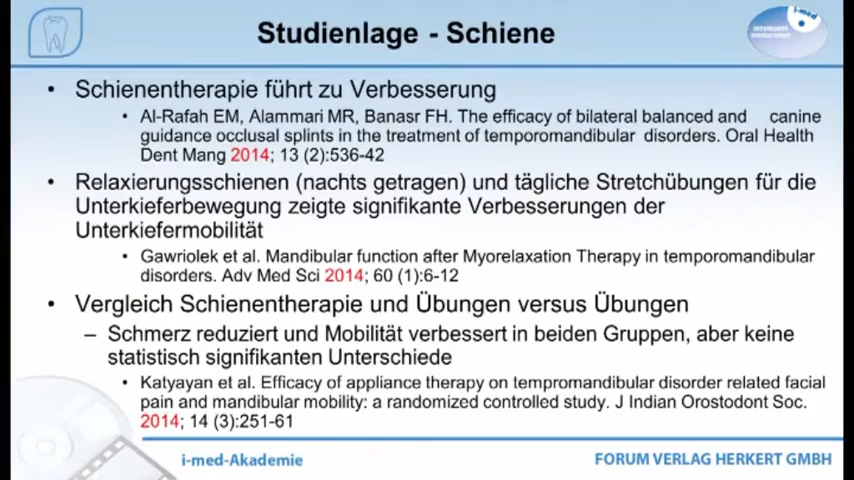 Studienlage - Schiene
i-med
• Schienentherapie führt zu Verbesserung
• Al-Rafah EM, Alammari MR, Banasr FH. The efficacy of bilateral balanced and canine
guidance occlusal splints in the treatment of temporomandibular disorders. Oral Health
Dent Mang 2014; 13 (2):536-42
• Relaxierungsschienen (nachts getragen) und tägliche Stretchübungen für die
Unterkieferbewegung zeigte signifikante Verbesserungen der
Unterkiefermobilität
• Gawriolek et al. Mandibular function after Myorelaxation Therapy in temporomandibular
disorders. Adv Med Sci 2014; 60 (1):6-12
• Vergleich Schienentherapie und Übungen versus Übungen
– Schmerz reduziert und Mobilität verbessert in beiden Gruppen, aber keine
statistisch signifikanten Unterschiede
• Katyayan et al. Efficacy of appliance therapy on tempromandibular disorder related facial
pain and mandibular mobility: a randomized controlled study. J Indian Orostodont Soc.
2014; 14 (3):251-61
i-med-Akademie
FORUM VERLAG HERKERT GMBH